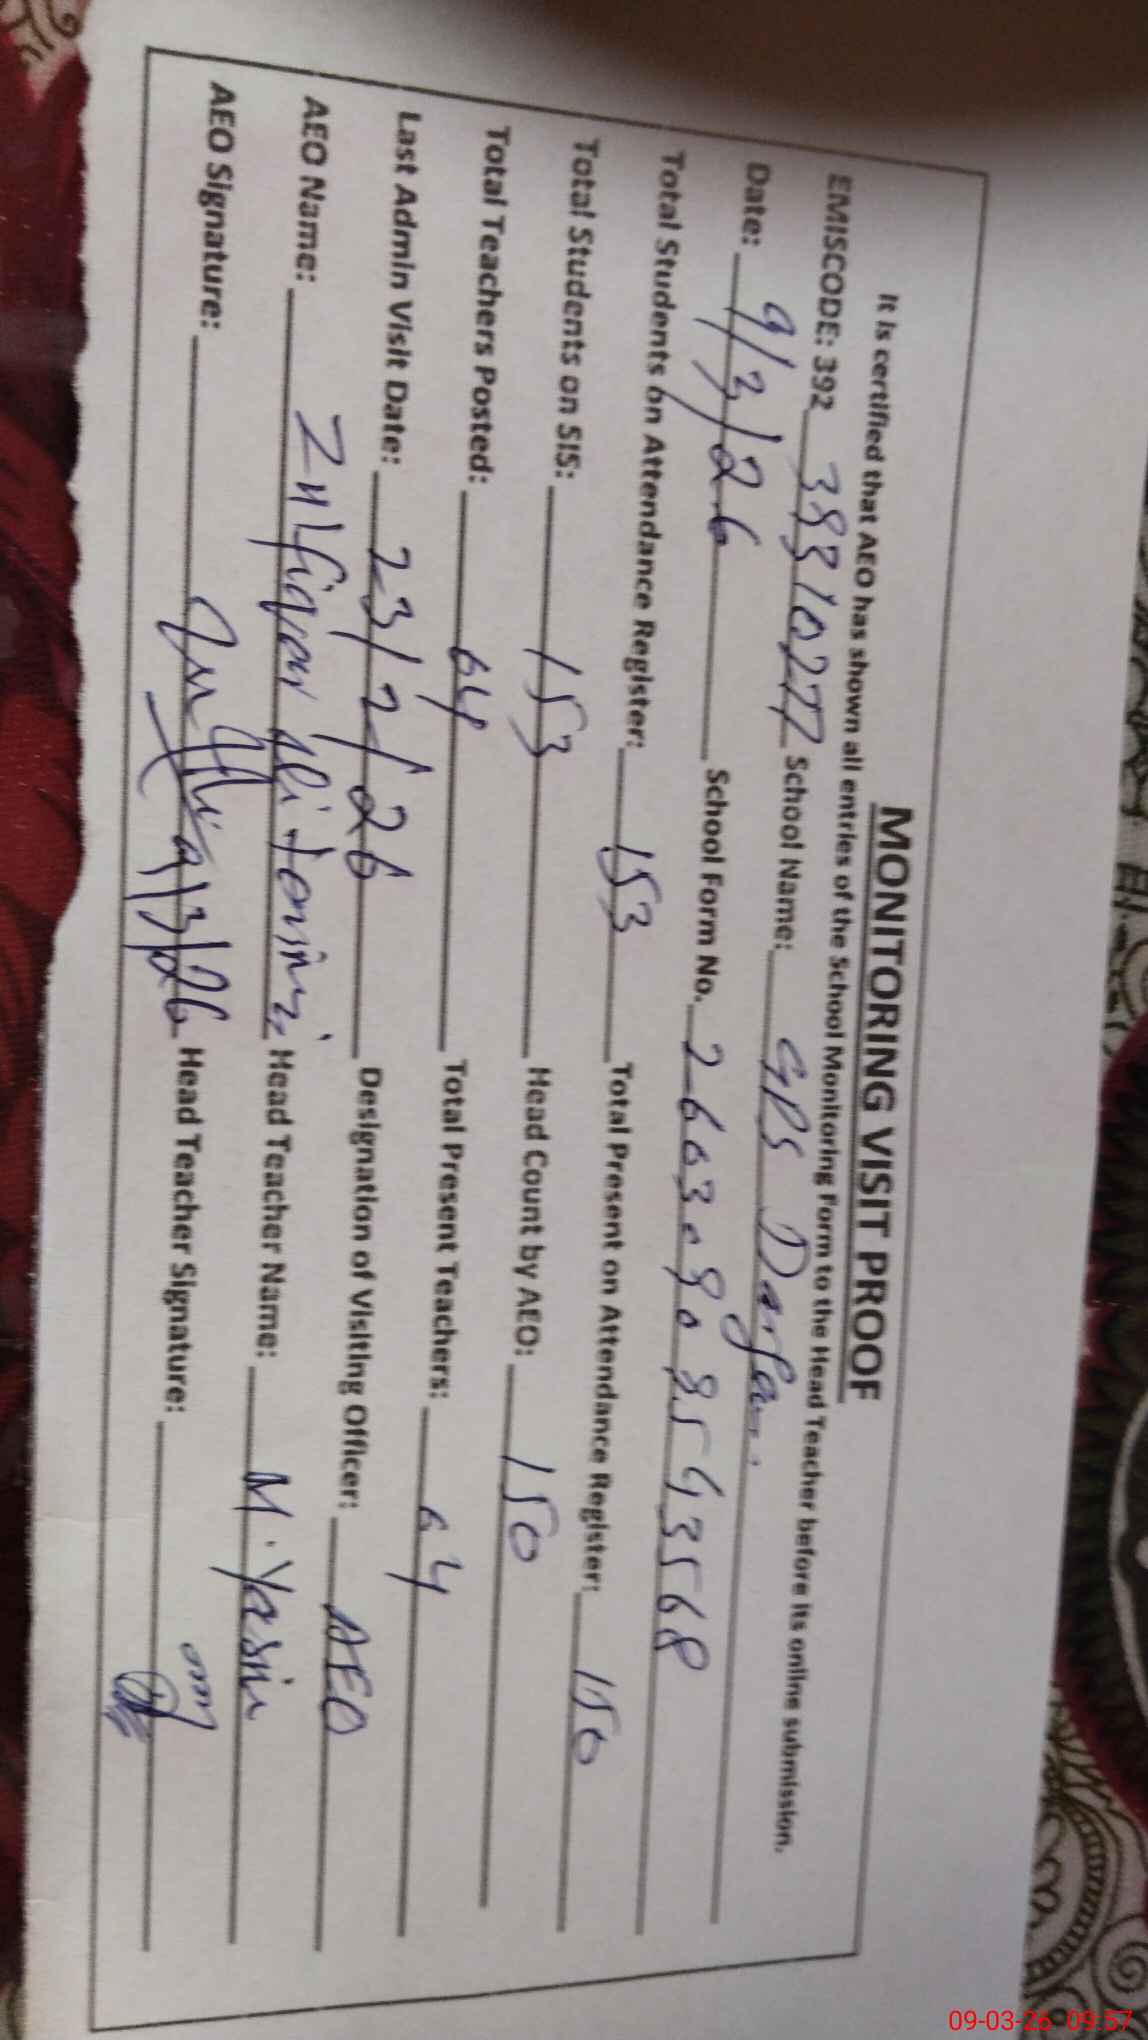 MONITORING VISIT PROOF
It is certified that AEO has shown all entries of the School Monitoring Form to the Head Teacher before its online submission.
EMISCODE: 392 School Name: GPS
Date: 9/3/26 School Form No.
Total Students on Attendance Register: 153 Total Present on Attendance Register: 150
Total Students on SIS: 153 Head Count by AEO: 150
Total Teachers Posted: 04 Total Present Teachers: 04
Last Admin Visit Date: 23/2/26 Designation of Visiting Officer: AEO
AEO Name: Zulfiqar Ali Head Teacher Name: M. Yasin
AEO Signature: 9/3/26 Head Teacher Signature:
09-03-26 09:57